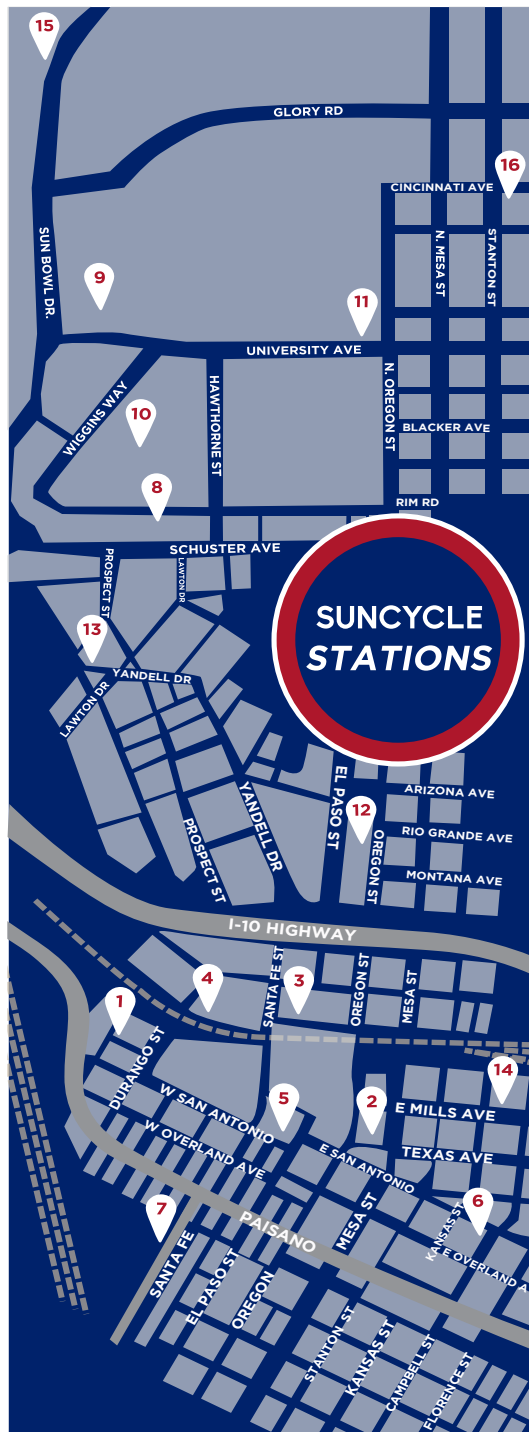 15
GLORY RD
16
CINCINNATI AVE
SUN BOWL DR.
N. MESA ST
STANTON ST
9
11
UNIVERSITY AVE
HAWTHORNE ST
N. OREGON ST
WIGGINS WAY
10
BLACKER AVE
8
RIM RD
SCHUSTER AVE
PROSPECT ST
LAWTON DR
SUNCYCLE
STATIONS
13
YANDELL DR
LAWTON DR
EL PASO ST
ARIZONA AVE
YANDELL DR
12
OREGON ST
RIO GRANDE AVE
PROSPECT ST
MONTANA AVE
I-10 HIGHWAY
SANTA FE ST
OREGON ST
MESA ST
4
3
1
DURANGO ST
14
W SAN ANTONIO
5
2
E MILLS AVE
W OVERLAND AVE
E SAN ANTONIO
TEXAS AVE
7
PAISANO
MESA ST
KANSAS ST
6
E OVERLAND A
SANTA FE
EL PASO ST
OREGON
STANTON ST
KANSAS ST
CAMPBELL ST
FLORENCE ST